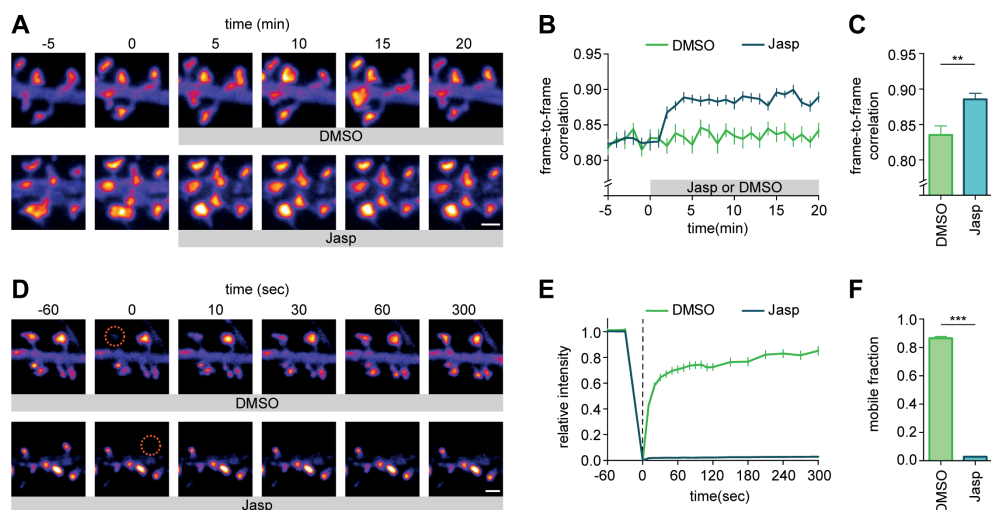 A
time (min)
-5 0 5 10 15 20
DMSO
Jasp
B
DMSO Jasp
frame-to-frame
correlation
0.95
0.90
0.85
0.80
Jasp or DMSO
-5 0 5 10 15 20
time(min)
C
**
frame-to-frame
correlation
0.95
0.90
0.85
0.80
DMSO
Jasp
D
time (sec)
-60 0 10 30 60 300
DMSO
Jasp
E
DMSO Jasp
relative intensity
1.0
0.8
0.6
0.4
0.2
0.0
-60 0 60 120 180 240 300
time(sec)
F
***
mobile fraction
1.0
0.8
0.6
0.4
0.2
0.0
DMSO
Jasp